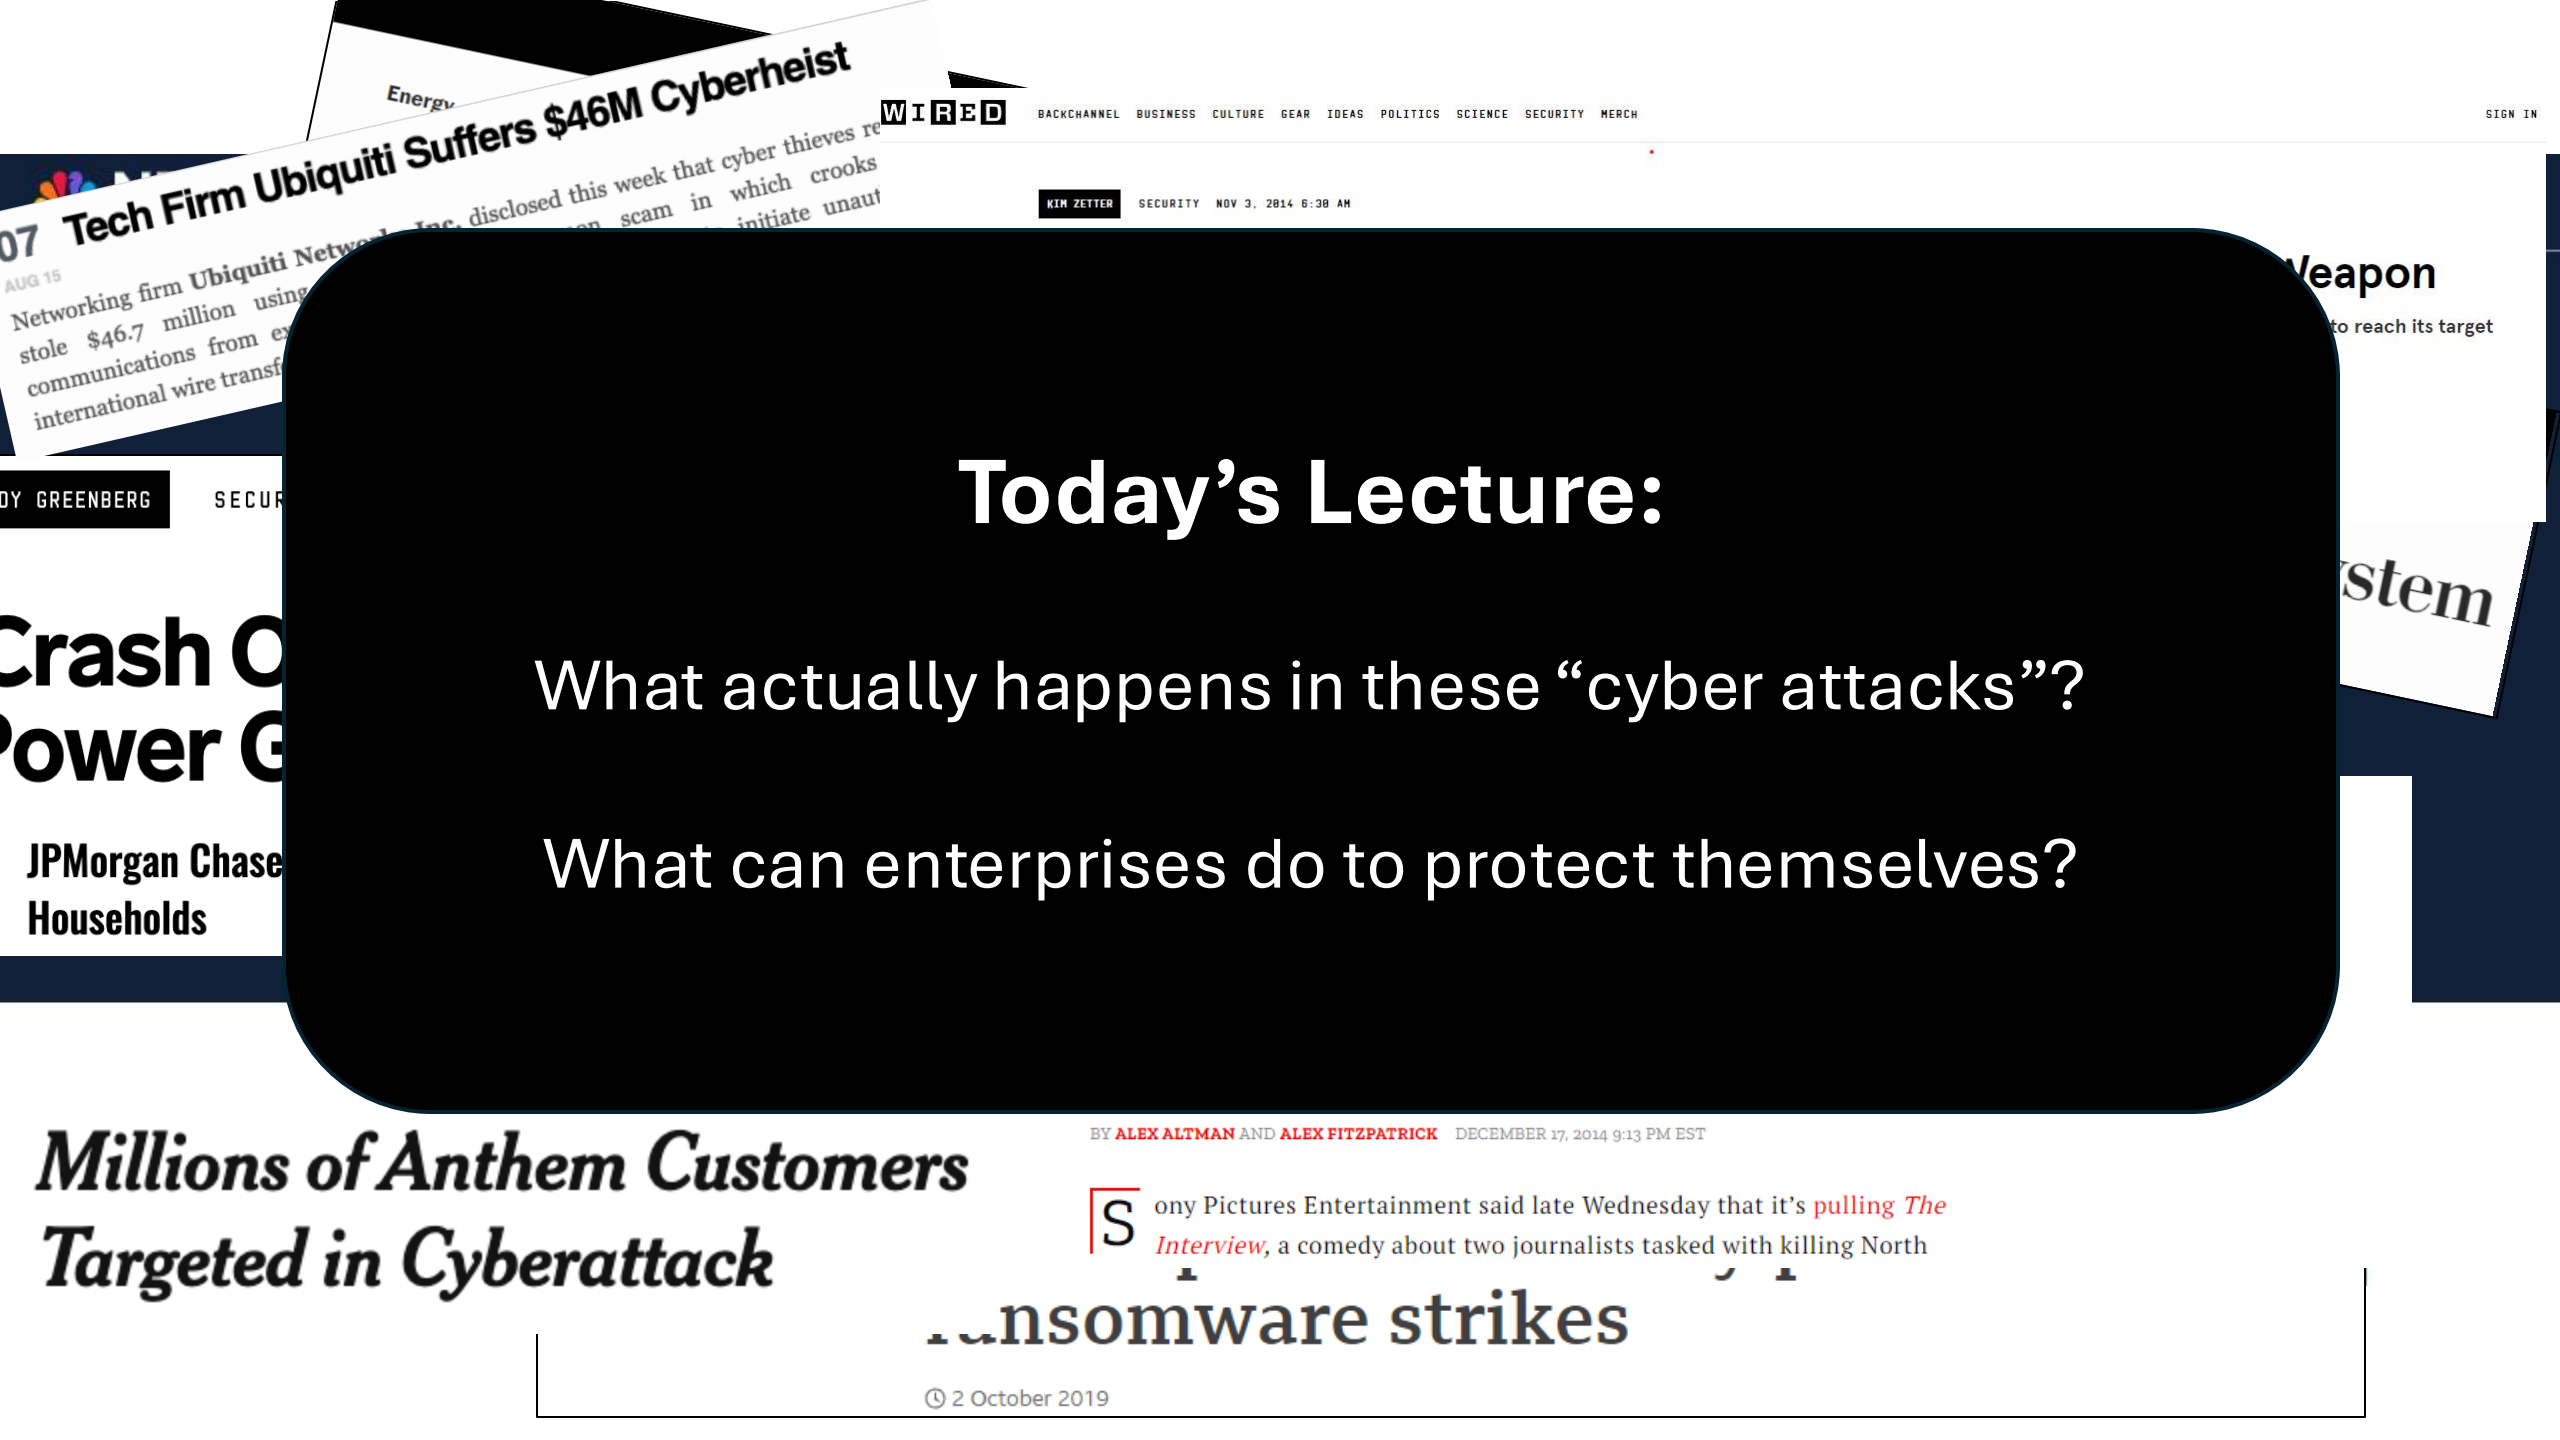 Energy
07 Tech Firm Ubiquiti Suffers $46M Cyberheist
AUG 15
Networking firm Ubiquiti Networks Inc. disclosed this week that cyber thieves
stole $46.7 million using scam in which crooks
communications from initiate
international wire
WIRED BACKCHANNEL BUSINESS CULTURE GEAR IDEAS POLITICS SCIENCE SECURITY MERCH SIGN IN
KIM ZETTER SECURITY NOV 3, 2014 6:30 AM
Weapon
to reach its target
GREENBERG
Crash
Power
JPMorgan Chase
Households
Today’s Lecture:
What actually happens in these “cyber attacks”?
What can enterprises do to protect themselves?
Millions of Anthem Customers
Targeted in Cyberattack
BY ALEX ALTMAN AND ALEX FITZPATRICK DECEMBER 17, 2014 9:13 PM EST
Sony Pictures Entertainment said late Wednesday that it’s pulling The
Interview, a comedy about two journalists tasked with killing North
ransomware strikes
2 October 2019